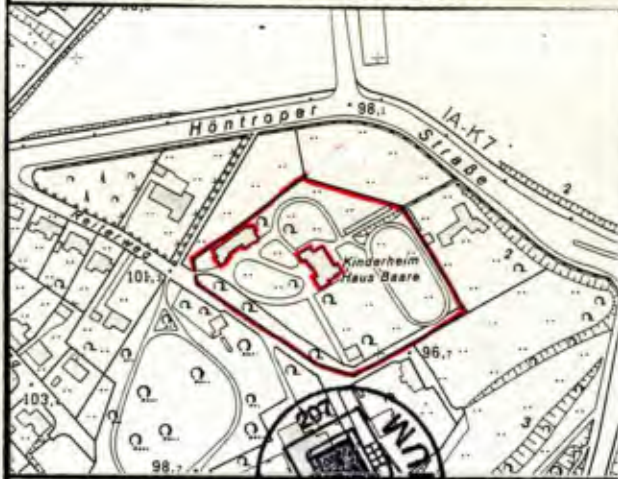 Höntroper
98,1
Straße
IA-K7
2
101,
Kinderheim
Haus Baare
2
96,7
103,
3
98,7
207
UM